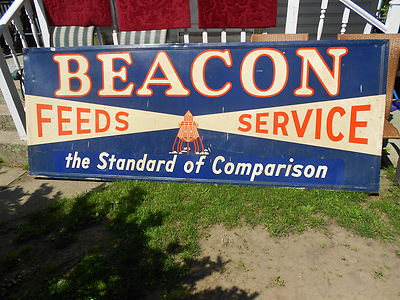 BEACON
FEEDS SERVICE
the Standard of Comparison